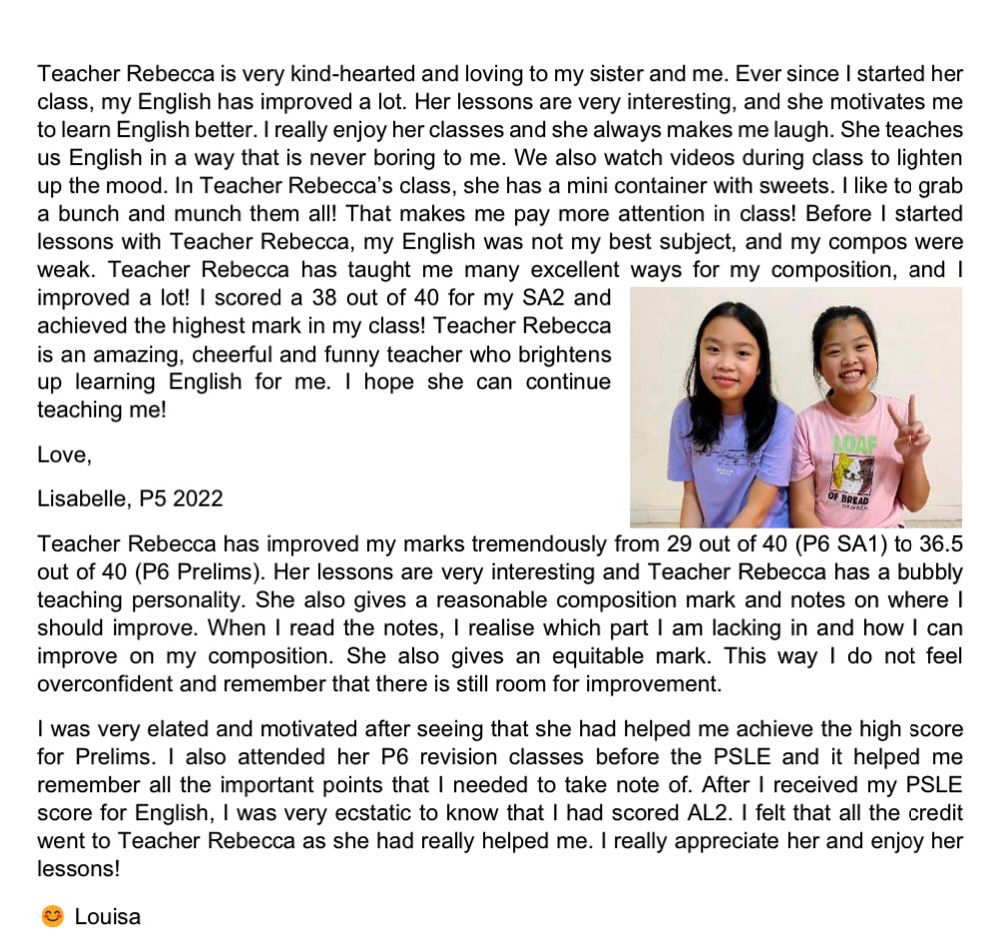 Teacher Rebecca is very kind-hearted and loving to my sister and me. Ever since I started her
class, my English has improved a lot. Her lessons are very interesting, and she motivates me
to learn English better. I really enjoy her classes and she always makes me laugh. She teaches
us English in a way that is never boring to me. We also watch videos during class to lighten
up the mood. In Teacher Rebecca’s class, she has a mini container with sweets. I like to grab
a bunch and munch them all! That makes me pay more attention in class! Before I started
lessons with Teacher Rebecca, my English was not my best subject, and my compos were
weak. Teacher Rebecca has taught me many excellent ways for my composition, and I
improved a lot! I scored a 38 out of 40 for my SA2 and
achieved the highest mark in my class! Teacher Rebecca
is an amazing, cheerful and funny teacher who brightens
up learning English for me. I hope she can continue
teaching me!
Love,
Lisabelle, P5 2022
LOAF
OF BREAD
Teacher Rebecca has improved my marks tremendously from 29 out of 40 (P6 SA1) to 36.5
out of 40 (P6 Prelims). Her lessons are very interesting and Teacher Rebecca has a bubbly
teaching personality. She also gives a reasonable composition mark and notes on where I
should improve. When I read the notes, I realise which part I am lacking in and how I can
improve on my composition. She also gives an equitable mark. This way I do not feel
overconfident and remember that there is still room for improvement.
I was very elated and motivated after seeing that she had helped me achieve the high score
for Prelims. I also attended her P6 revision classes before the PSLE and it helped me
remember all the important points that I needed to take note of. After I received my PSLE
score for English, I was very ecstatic to know that I had scored AL2. I felt that all the credit
went to Teacher Rebecca as she had really helped me. I really appreciate her and enjoy her
lessons!
😊 Louisa